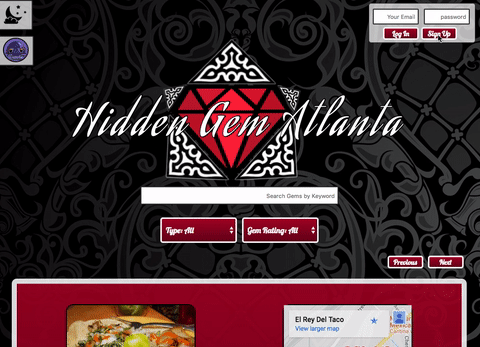 Your Email
password
Log In
Sign Up
Hidden Gem Atlanta
Search Gems by Keyword
Type: All
Gem Rating: All
Previous
Next
El Rey Del Taco
View larger map